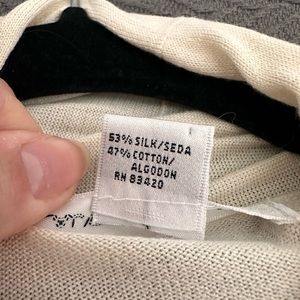 53% SILK/SEDA
47% COTTON/
ALGODON
RN 83420